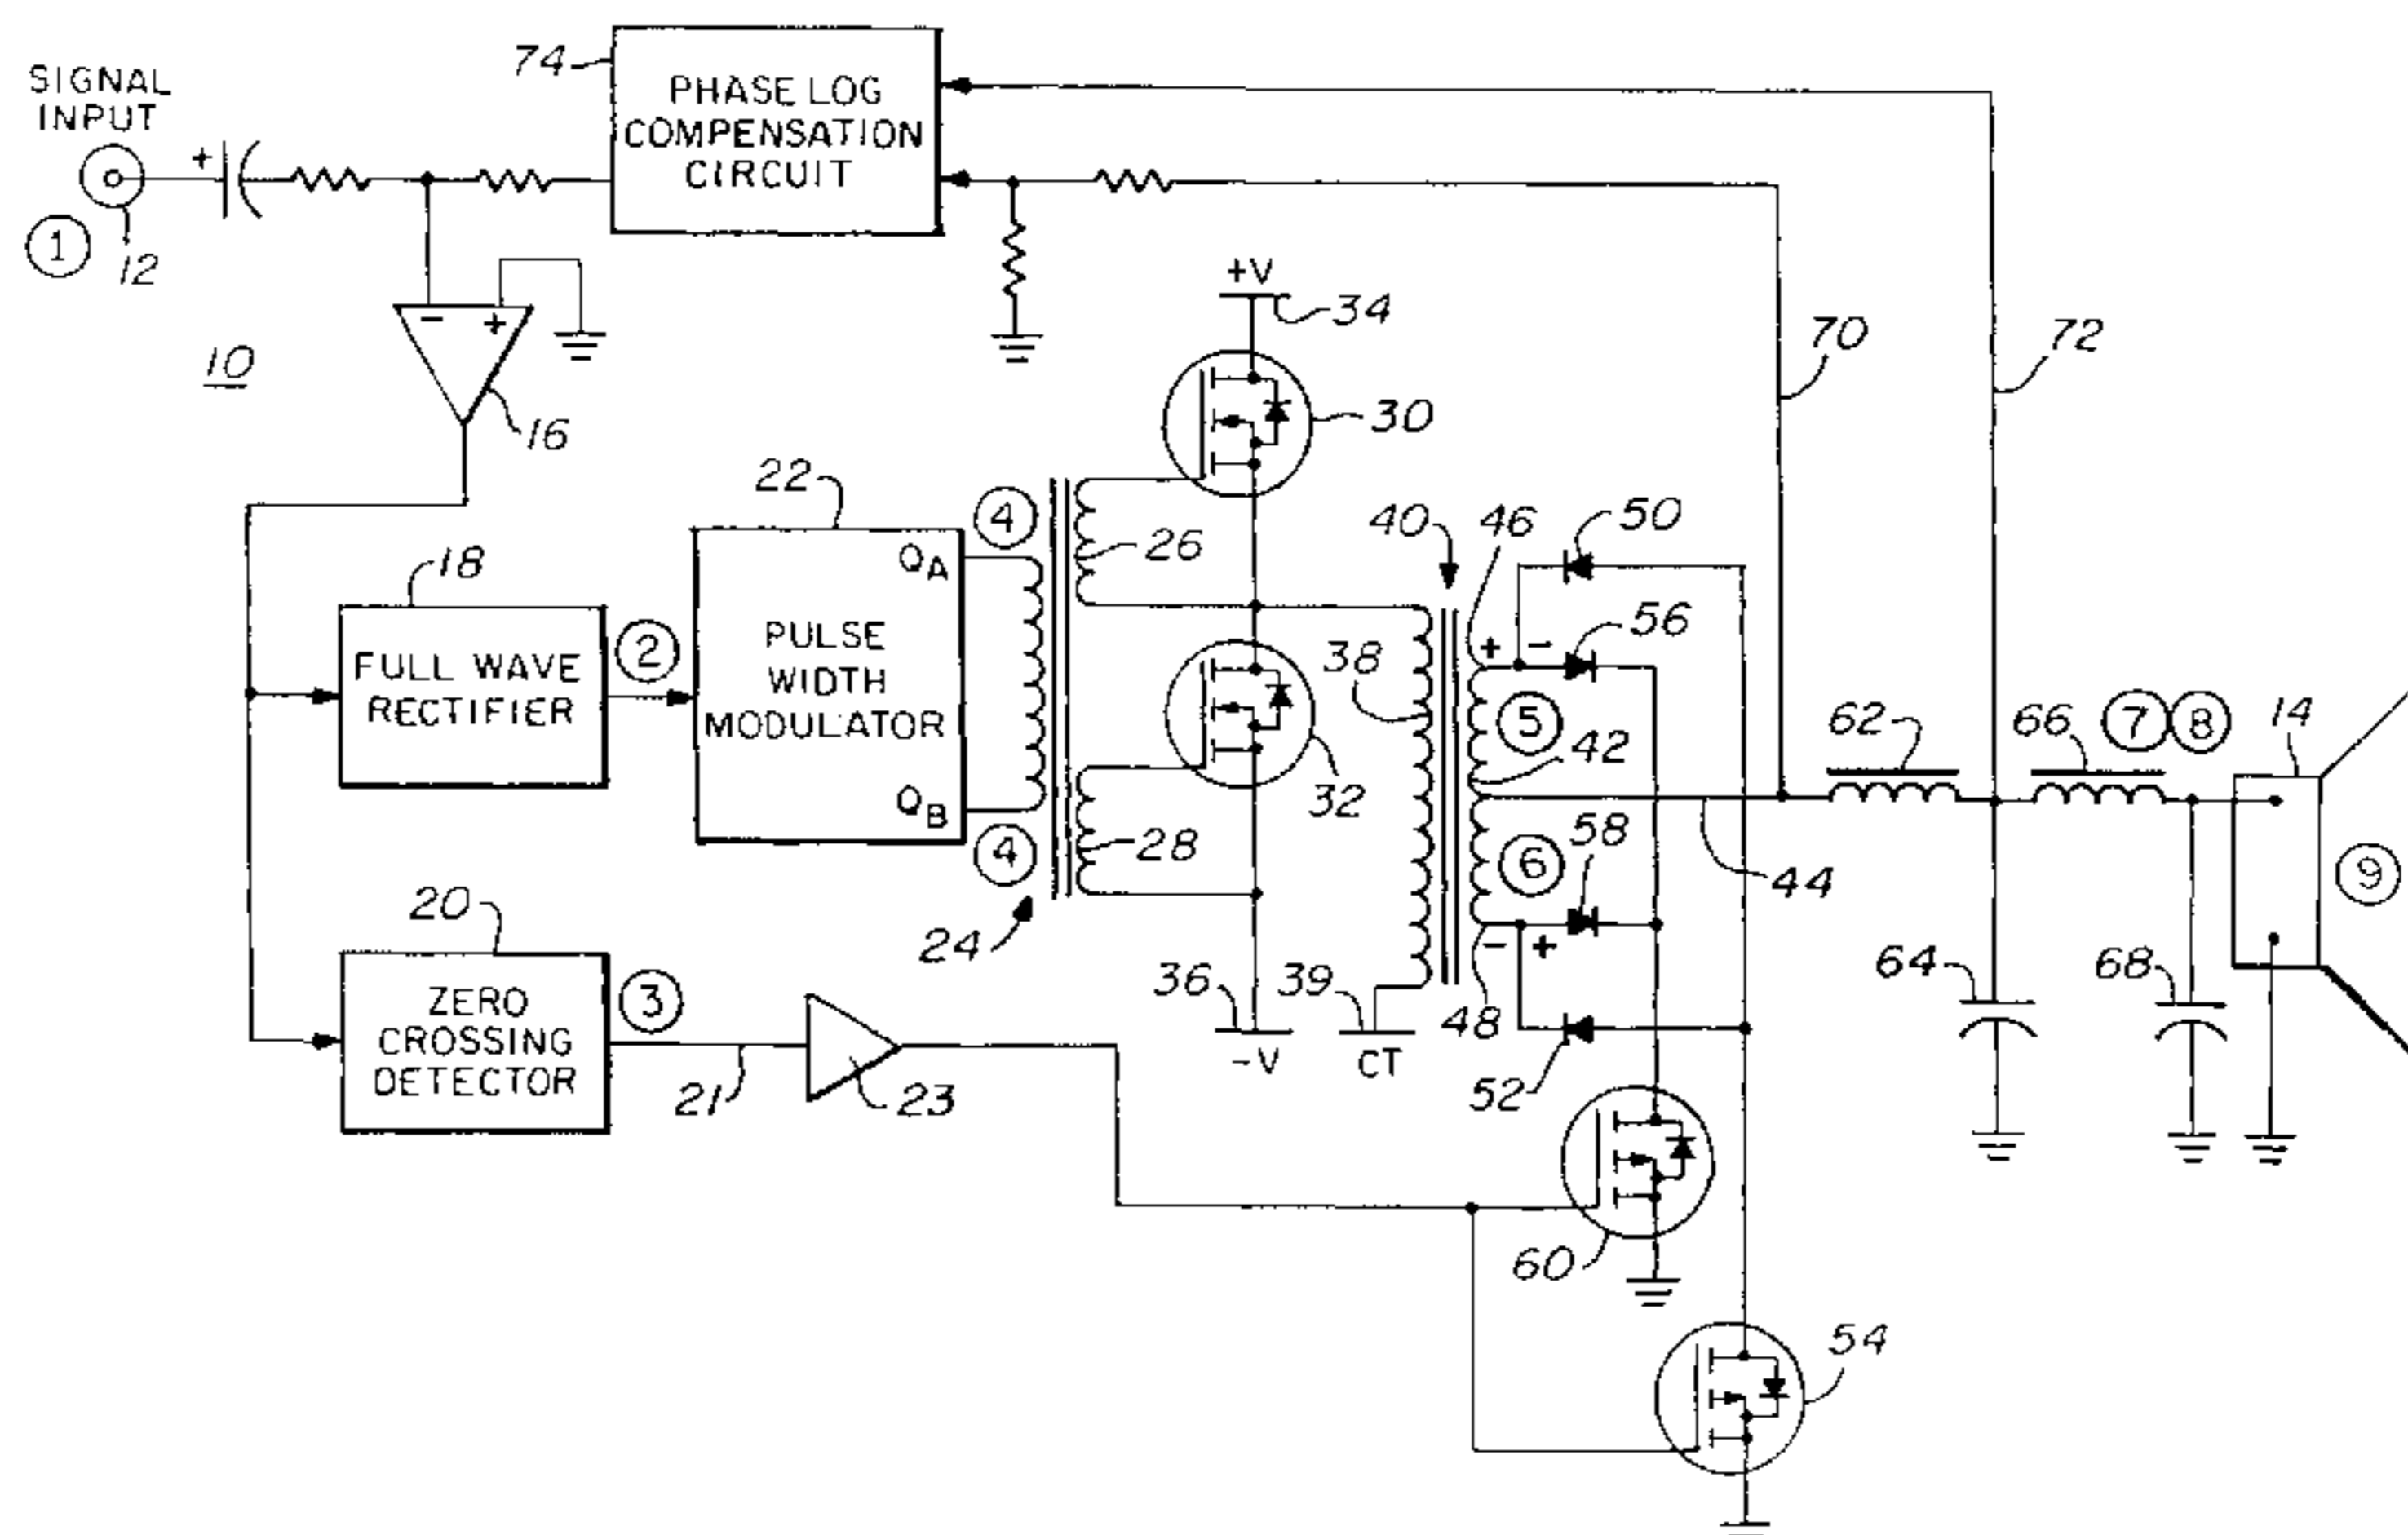 SIGNAL
INPUT
+
①
12
74
PHASE LOG
COMPENSATION
CIRCUIT
10
- +
16
+V
34
30
70
72
22
④
26
40
46
50
18
FULL WAVE
RECTIFIER
②
Q_A
PULSE
WIDTH
MODULATOR
Q_B
④
24
28
32
38
+ -
56
⑤
42
62
66
⑦ ⑧
14
⑥
58
44
⑨
- +
48
52
64
68
20
ZERO
CROSSING
DETECTOR
③
21
23
36
-V
39
CT
60
54